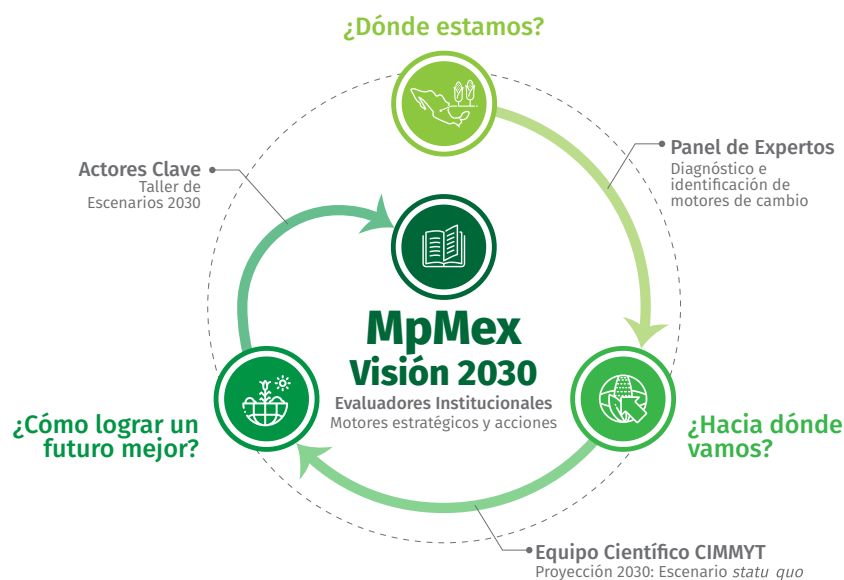 ¿Dónde estamos?
Panel de Expertos
Diagnóstico e
identificación de
motores de cambio
Actores Clave
Taller de
Escenarios 2030
MpMex
Visión 2030
Evaluadores Institucionales
Motores estratégicos y acciones
¿Hacia dónde
vamos?
¿Cómo lograr un
futuro mejor?
Equipo Científico CIMMYT
Proyección 2030: Escenario statu quo